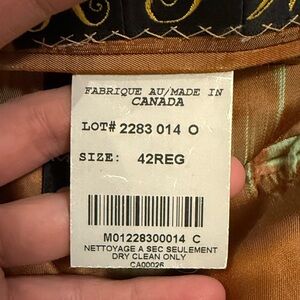 FABRIQUE AU/MADE IN
CANADA
LOT# 2283 014 O
SIZE: 42REG
M01228300014 C
NETTOYAGE A SEC SEULEMENT
DRY CLEAN ONLY
CA00026